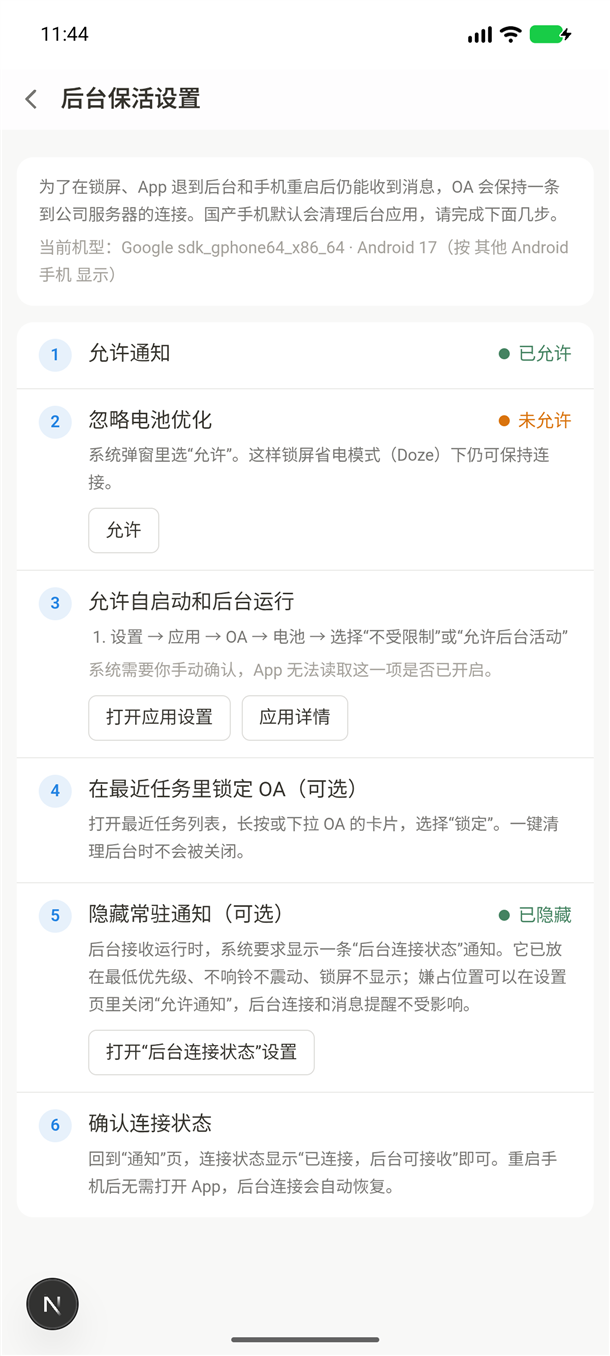 11:44
后台保活设置
为了在锁屏、App 退到后台和手机重启后仍能收到消息，OA 会保持一条
到公司服务器的连接。国产手机默认会清理后台应用，请完成下面几步。
当前机型：Google sdk_gphone64_x86_64 · Android 17（按 其他 Android
手机 显示）
1 允许通知 已允许
2 忽略电池优化 未允许
系统弹窗里选“允许”。这样锁屏省电模式（Doze）下仍可保持连
接。
允许
3 允许自启动和后台运行
1. 设置 → 应用 → OA → 电池 → 选择“不受限制”或“允许后台活动”
系统需要你手动确认，App 无法读取这一项是否已开启。
打开应用设置 应用详情
4 在最近任务里锁定 OA（可选）
打开最近任务列表，长按或下拉 OA 的卡片，选择“锁定”。一键清
理后台时不会被关闭。
5 隐藏常驻通知（可选） 已隐藏
后台接收运行时，系统要求显示一条“后台连接状态”通知。它已放
在最低优先级、不响铃不震动、锁屏不显示；嫌占位置可以在设置
页里关闭“允许通知”，后台连接和消息提醒不受影响。
打开“后台连接状态”设置
6 确认连接状态
回到“通知”页，连接状态显示“已连接，后台可接收”即可。重启手
机后无需打开 App，后台连接会自动恢复。
N